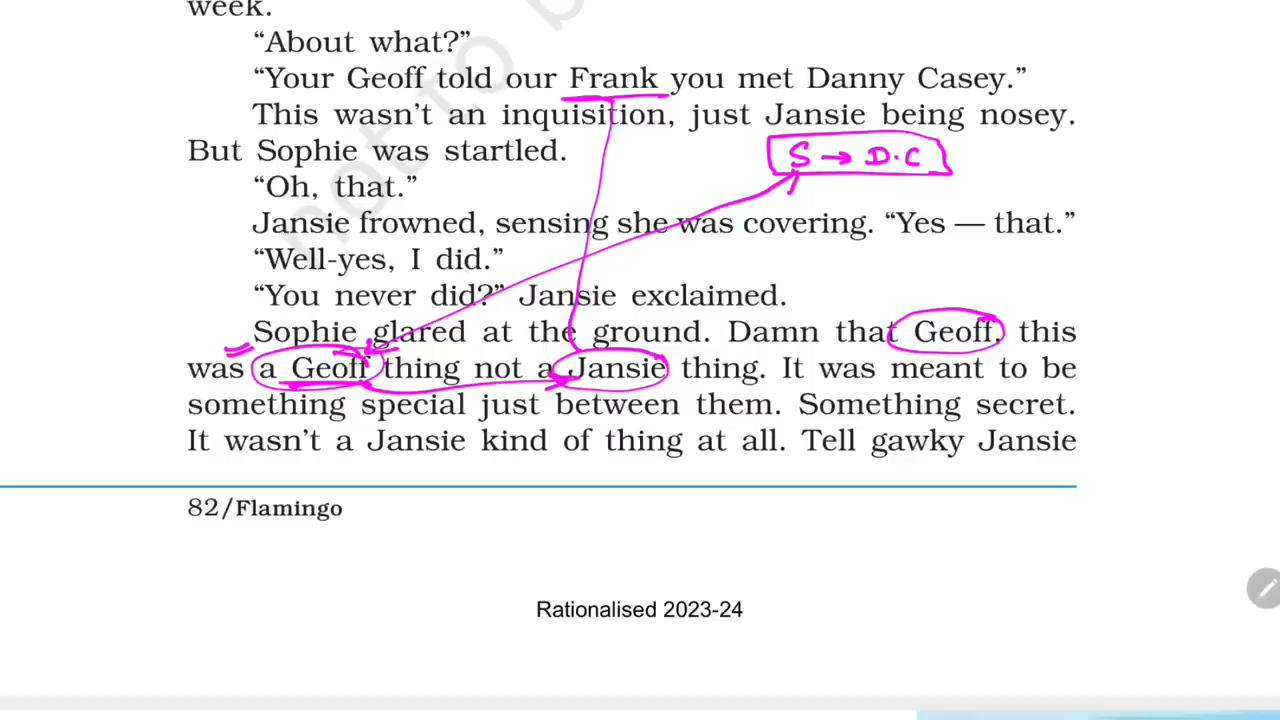 week.
“About what?”
“Your Geoff told our Frank you met Danny Casey.”
This wasn’t an inquisition, just Jansie being nosey.
But Sophie was startled.
S → D.C
“Oh, that.”
Jansie frowned, sensing she was covering. “Yes — that.”
“Well-yes, I did.”
“You never did?” Jansie exclaimed.
Sophie glared at the ground. Damn that Geoff, this
was a Geoff thing not a Jansie thing. It was meant to be
something special just between them. Something secret.
It wasn’t a Jansie kind of thing at all. Tell gawky Jansie
82/Flamingo
Rationalised 2023-24
not to b